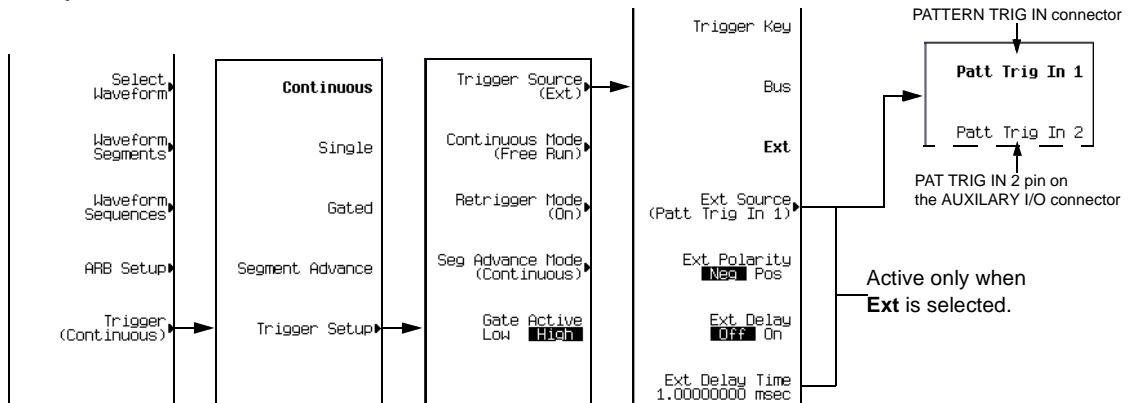 Select
Waveform
Waveform
Segments
Waveform
Sequences
ARB Setup
Trigger
(Continuous)
Continuous
Single
Gated
Segment Advance
Trigger Setup
Trigger Source
(Ext)
Continuous Mode
(Free Run)
Retrigger Mode
(On)
Seg Advance Mode
(Continuous)
Gate Active
Low High
Trigger Key
Bus
Ext
Ext Source
(Patt Trig In 1)
Ext Polarity
Neg Pos
Ext Delay
Off On
Ext Delay Time
1.00000000 msec
PATTERN TRIG IN connector
Patt Trig In 1
Patt Trig In 2
PAT TRIG IN 2 pin on
the AUXILARY I/O connector
Active only when
Ext is selected.